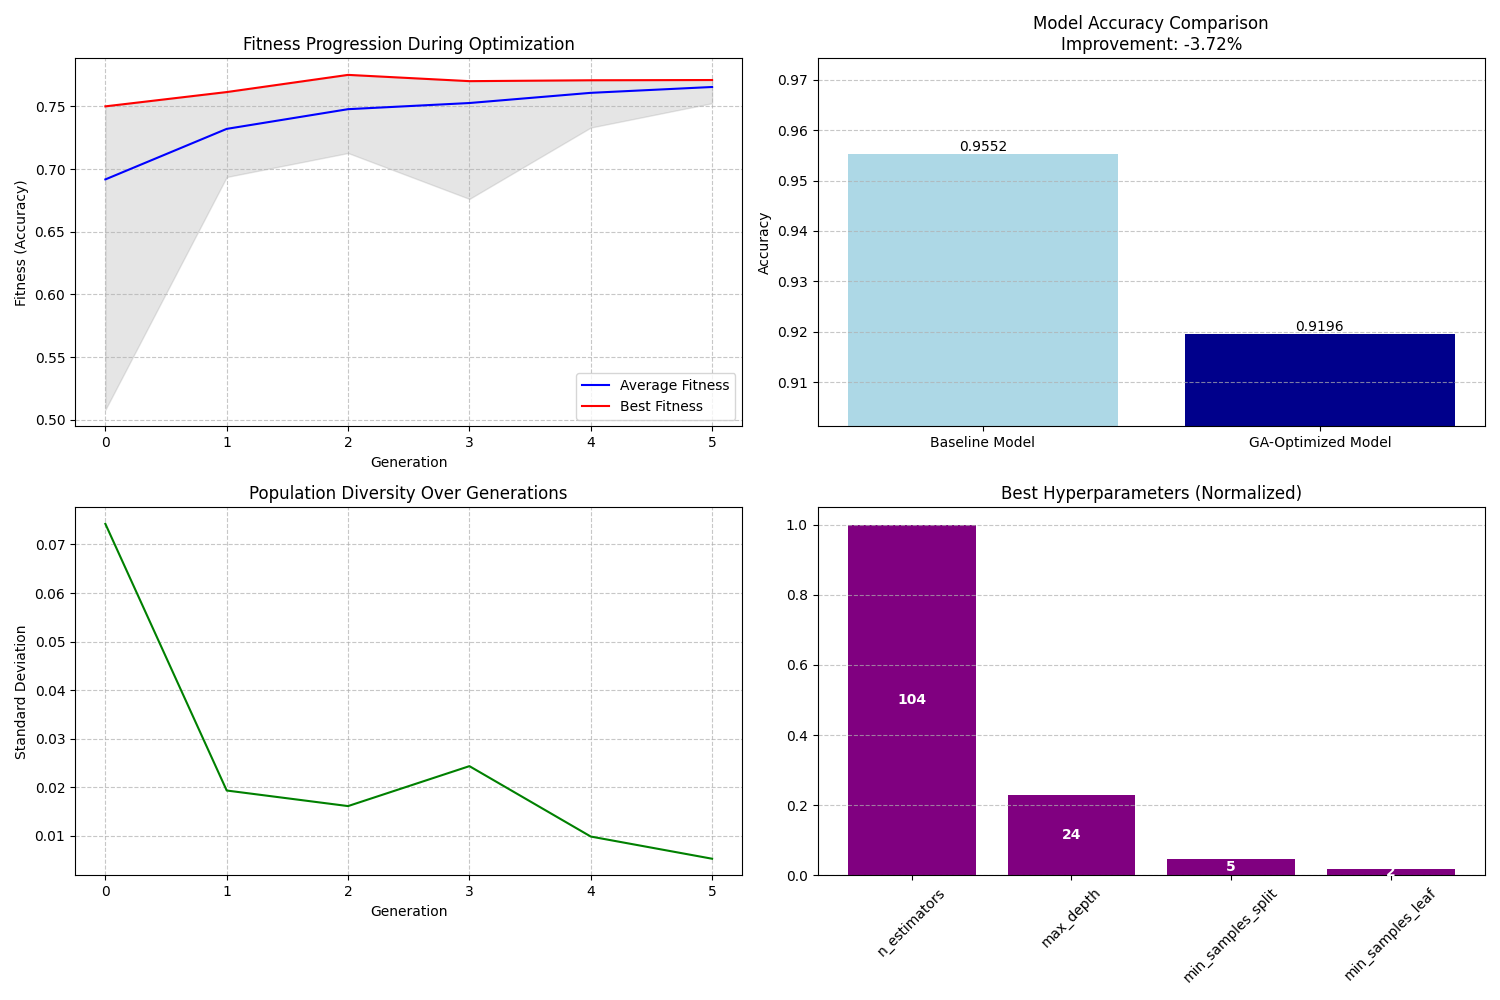 Fitness Progression During Optimization
Fitness (Accuracy)
0.75
0.70
0.65
0.60
0.55
0.50
Average Fitness
Best Fitness
0 1 2 3 4 5
Generation
Model Accuracy Comparison
Improvement: -3.72%
Accuracy
0.97
0.96
0.95
0.94
0.93
0.92
0.91
0.9552
0.9196
Baseline Model GA-Optimized Model
Population Diversity Over Generations
Standard Deviation
0.07
0.06
0.05
0.04
0.03
0.02
0.01
0 1 2 3 4 5
Generation
Best Hyperparameters (Normalized)
1.0
0.8
0.6
0.4
0.2
0.0
104
24
5
2
n_estimators
max_depth
min_samples_split
min_samples_leaf